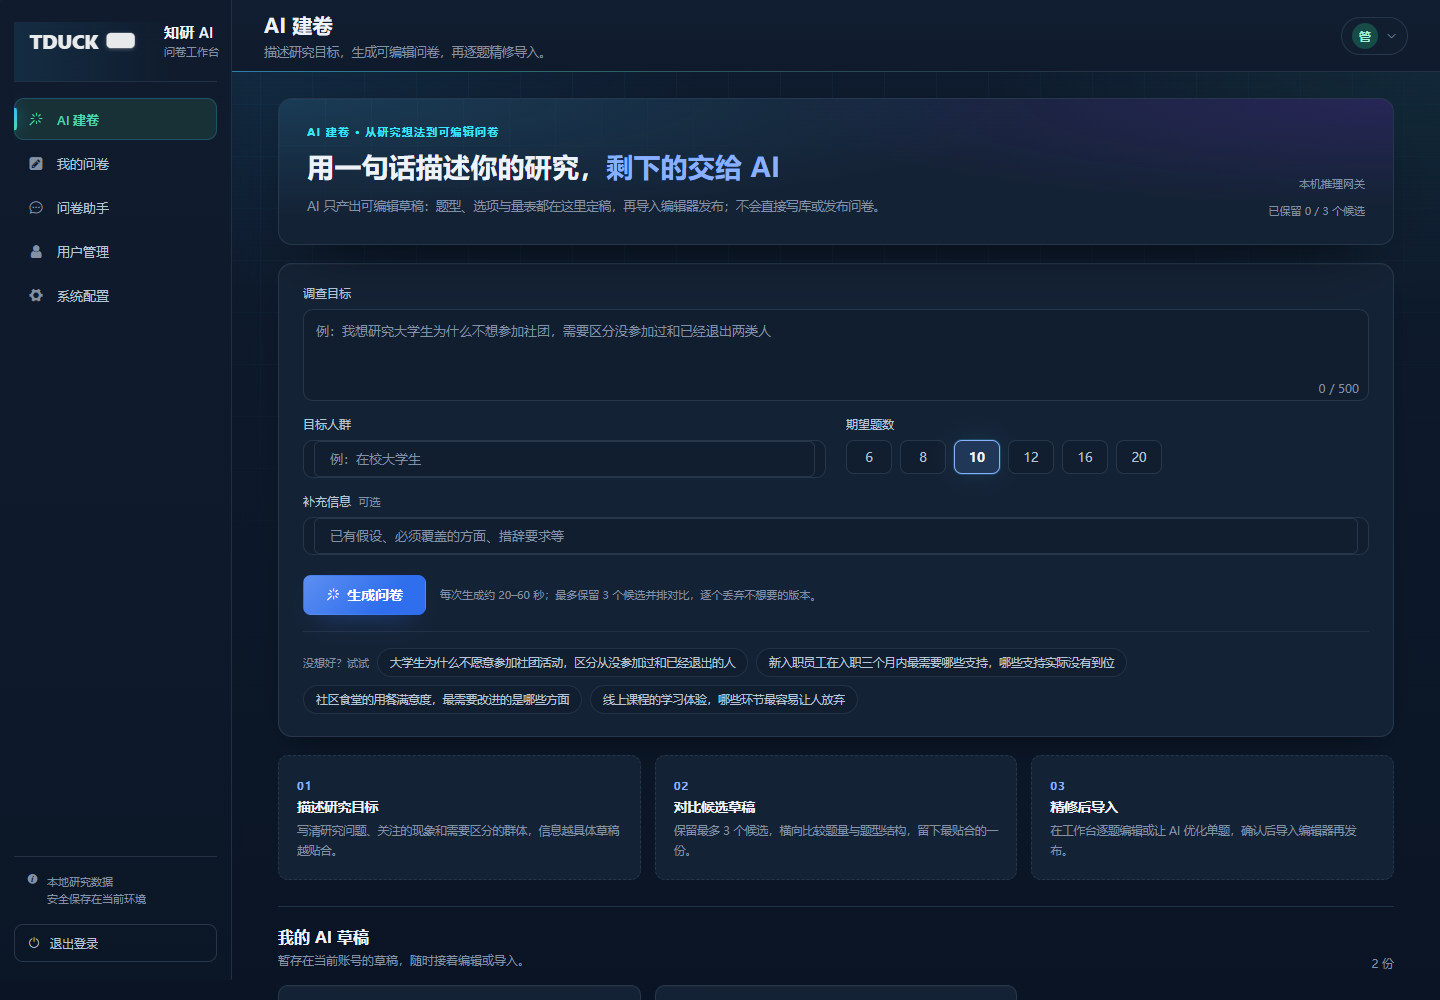 TDUCK
知研 AI
问卷工作台
AI 建卷
我的问卷
问卷助手
用户管理
系统配置
本地研究数据
安全保存在当前环境
退出登录
AI 建卷
描述研究目标，生成可编辑问卷，再逐题精修导入。
管
AI 建卷 • 从研究想法到可编辑问卷
用一句话描述你的研究，剩下的交给 AI
AI 只产出可编辑草稿：题型、选项与量表都在这里定稿，再导入编辑器发布；不会直接写库或发布问卷。
本机推理网关
已保留 0 / 3 个候选
调查目标
例：我想研究大学生为什么不想参加社团，需要区分没参加过和已经退出两类人
0 / 500
目标人群
例：在校大学生
期望题数
6 8 10 12 16 20
补充信息 可选
已有假设、必须覆盖的方面、措辞要求等
生成问卷
每次生成约 20–60 秒；最多保留 3 个候选并排对比，逐个丢弃不想要的版本。
没想好？试试
大学生为什么不愿意参加社团活动，区分从没参加过和已经退出的人
新入职员工在入职三个月内最需要哪些支持，哪些支持实际没有到位
社区食堂的用餐满意度，最需要改进的是哪些方面
线上课程的学习体验，哪些环节最容易让人放弃
01
描述研究目标
写清研究问题、关注的现象和需要区分的群体，信息越具体草稿
越贴合。
02
对比候选草稿
保留最多 3 个候选，横向比较题量与题型结构，留下最贴合的一
份。
03
精修后导入
在工作台逐题编辑或让 AI 优化单题，确认后导入编辑器再发
布。
我的 AI 草稿
暂存在当前账号的草稿，随时接着编辑或导入。
2 份